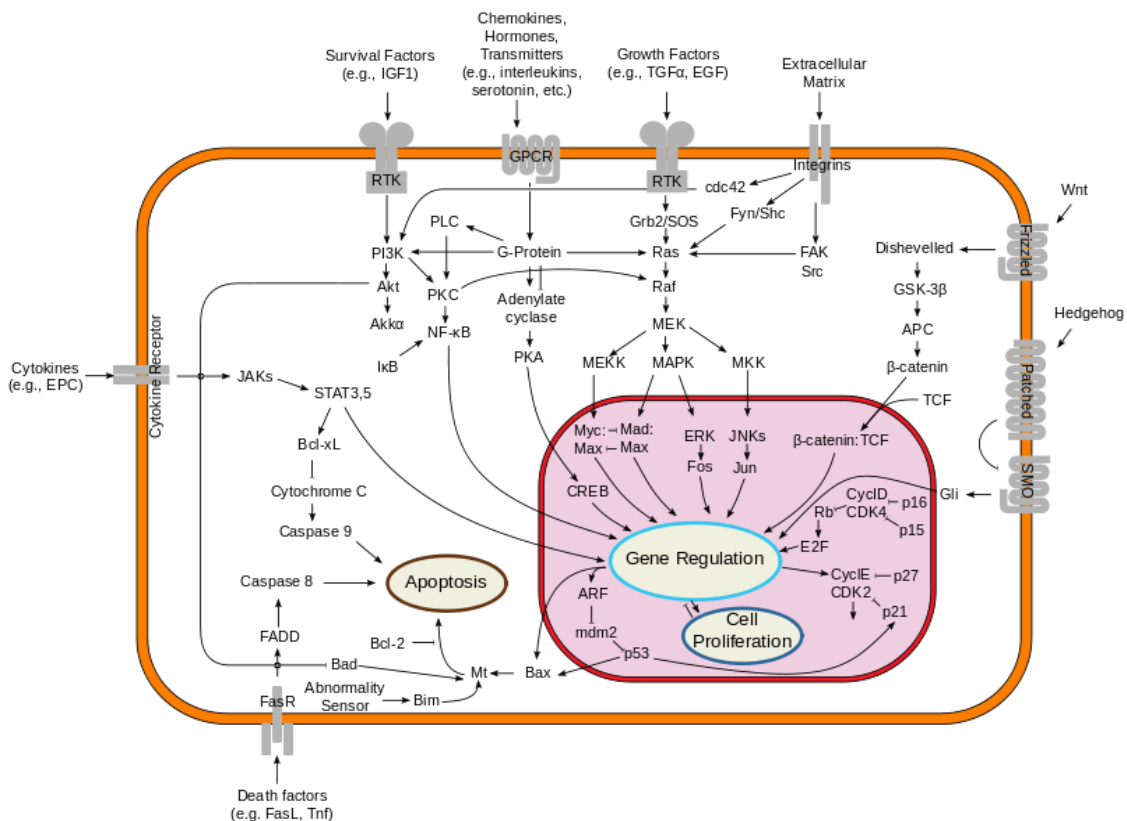 Chemokines,
Hormones,
Transmitters
(e.g., interleukins,
serotonin, etc.)
Survival Factors
(e.g., IGF1)
Growth Factors
(e.g., TGFα, EGF)
Extracellular
Matrix
GPCR
Integrins
RTK
RTK
cdc42
Wnt
PLC
Grb2/SOS
Fyn/Shc
Frizzled
PI3K
G-Protein
Ras
FAK
Src
Dishevelled
Akt
PKC
Adenylate
cyclase
Raf
GSK-3β
Akkα
NF-κB
MEK
APC
Hedgehog
IκB
PKA
MEKK
MAPK
MKK
β-catenin
Cytokines
(e.g., EPC)
Cytokine Receptor
JAKs
STAT3,5
TCF
Patched
Bcl-xL
Myc:
Max
Mad:
Max
ERK
JNKs
β-catenin:TCF
Fos
Jun
Cytochrome C
CREB
Gli
SMO
CyclD
CDK4
p16
Rb
p15
Caspase 9
E2F
Gene Regulation
Caspase 8
Apoptosis
ARF
CyclE
CDK2
p27
p21
FADD
Bcl-2
mdm2
Cell
Proliferation
p53
Bad
Mt
Bax
Abnormality
Sensor
Bim
FasR
Death factors
(e.g. FasL, Tnf)